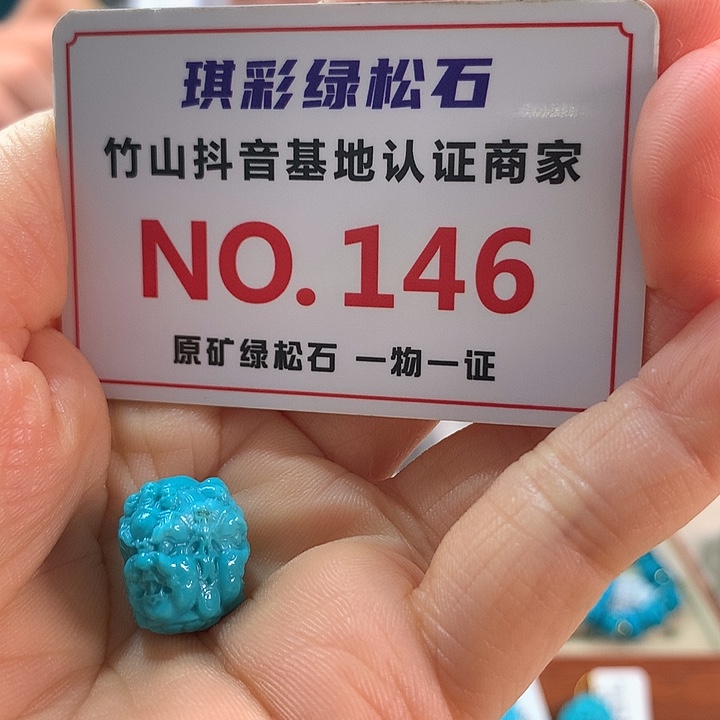 琪彩绿松石
竹山抖音基地认证商家
NO.146
原矿绿松石 一物一证